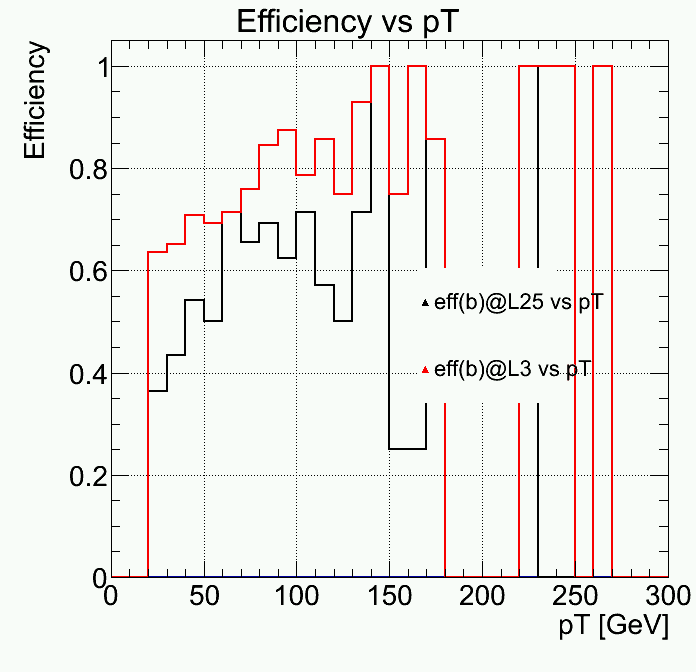 Efficiency vs pT
Efficiency
1
0.8
0.6
eff(b)@L25 vs pT
0.4
eff(b)@L3 vs pT
0.2
0
0 50 100 150 200 250 300
pT [GeV]